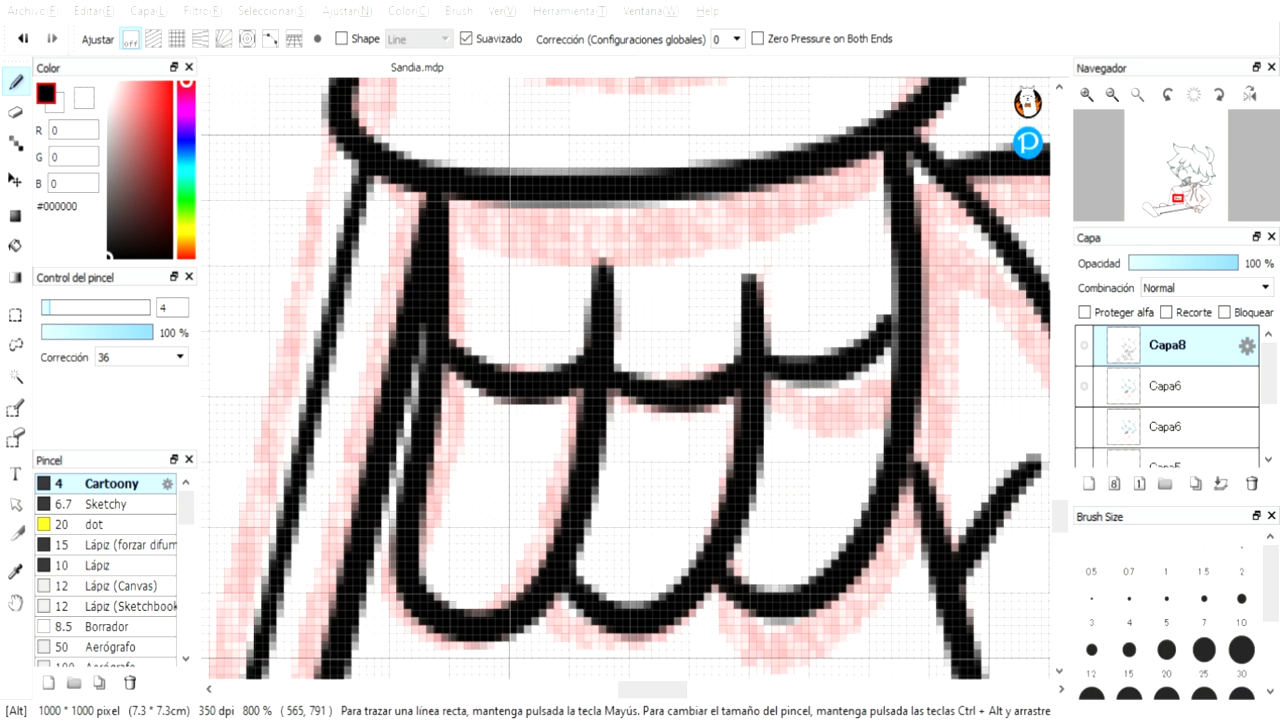 Archivo(F) Editar(E) Capa(L) Filtro(R) Seleccionar(S) Ajustar(N) Color(C) Brush Ver(V) Herramienta(T) Ventana(W) Help
Ajustar off Shape Line Suavizado Corrección (Configuraciones globales) 0 Zero Pressure on Both Ends
Color
Sandia.mdp
Navegador
R 0
G 0
B 0
#000000
Control del pincel
4
100 %
Corrección 36
Pincel
4 Cartoony
6.7 Sketchy
20 dot
15 Lápiz (forzar difum
10 Lápiz
12 Lápiz (Canvas)
12 Lápiz (Sketchbook
8.5 Borrador
50 Aerógrafo
100 Aerógrafo
Capa
Opacidad 100 %
Combinación Normal
Proteger alfa Recorte Bloquear
Capa8
Capa6
Capa6
Capa5
8 1
Brush Size
0.5 0.7 1 1.5 2
3 4 5 7 10
12 15 20 25 30
[Alt] 1000 * 1000 pixel (7.3 * 7.3cm) 350 dpi 800 % ( 565, 791 ) Para trazar una línea recta, mantenga pulsada la tecla Mayús. Para cambiar el tamaño del pincel, mantenga pulsadas las teclas Ctrl + Alt y arrastre